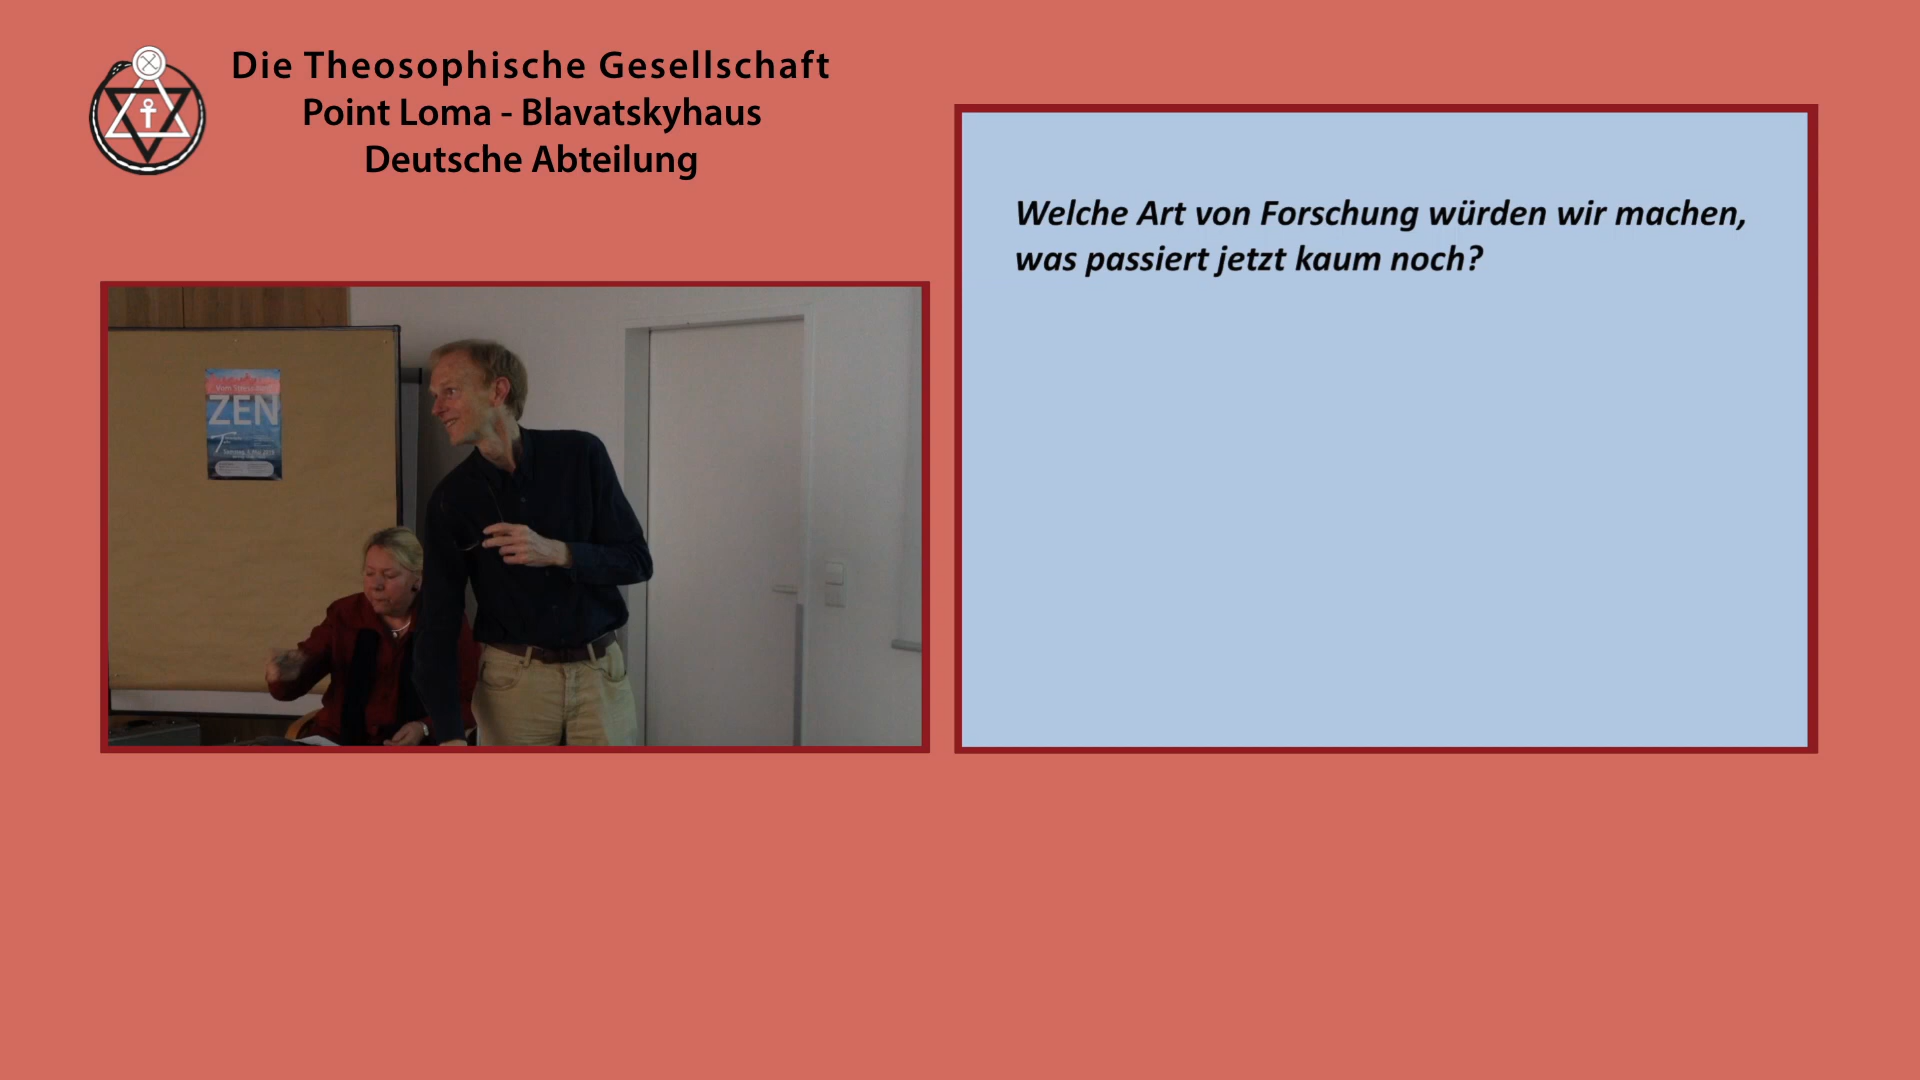 Die Theosophische Gesellschaft
Point Loma - Blavatskyhaus
Deutsche Abteilung
Welche Art von Forschung würden wir machen,
was passiert jetzt kaum noch?
ZEN